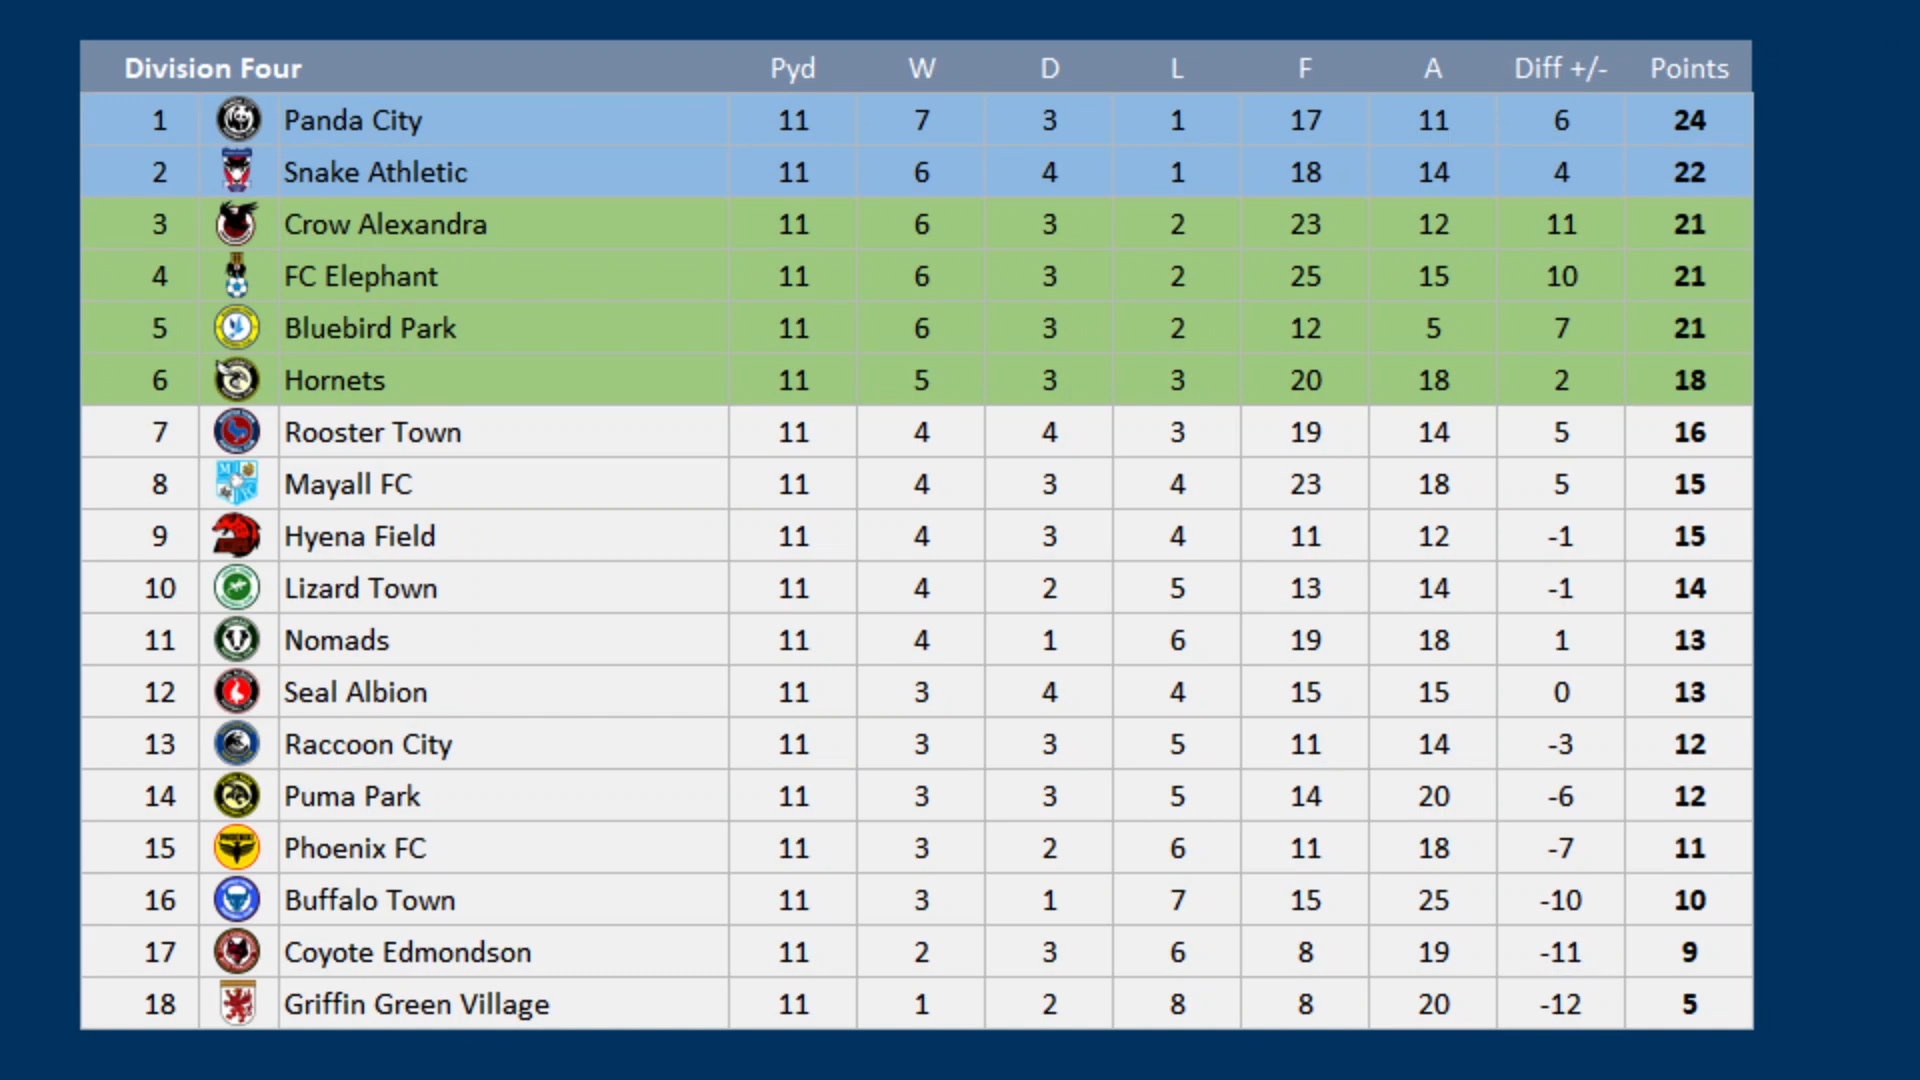 Division Four Pyd W D L F A Diff +/- Points
1 Panda City 11 7 3 1 17 11 6 24
2 Snake Athletic 11 6 4 1 18 14 4 22
3 Crow Alexandra 11 6 3 2 23 12 11 21
4 FC Elephant 11 6 3 2 25 15 10 21
5 Bluebird Park 11 6 3 2 12 5 7 21
6 Hornets 11 5 3 3 20 18 2 18
7 Rooster Town 11 4 4 3 19 14 5 16
8 Mayall FC 11 4 3 4 23 18 5 15
9 Hyena Field 11 4 3 4 11 12 -1 15
10 Lizard Town 11 4 2 5 13 14 -1 14
11 Nomads 11 4 1 6 19 18 1 13
12 Seal Albion 11 3 4 4 15 15 0 13
13 Raccoon City 11 3 3 5 11 14 -3 12
14 Puma Park 11 3 3 5 14 20 -6 12
15 Phoenix FC 11 3 2 6 11 18 -7 11
16 Buffalo Town 11 3 1 7 15 25 -10 10
17 Coyote Edmondson 11 2 3 6 8 19 -11 9
18 Griffin Green Village 11 1 2 8 8 20 -12 5